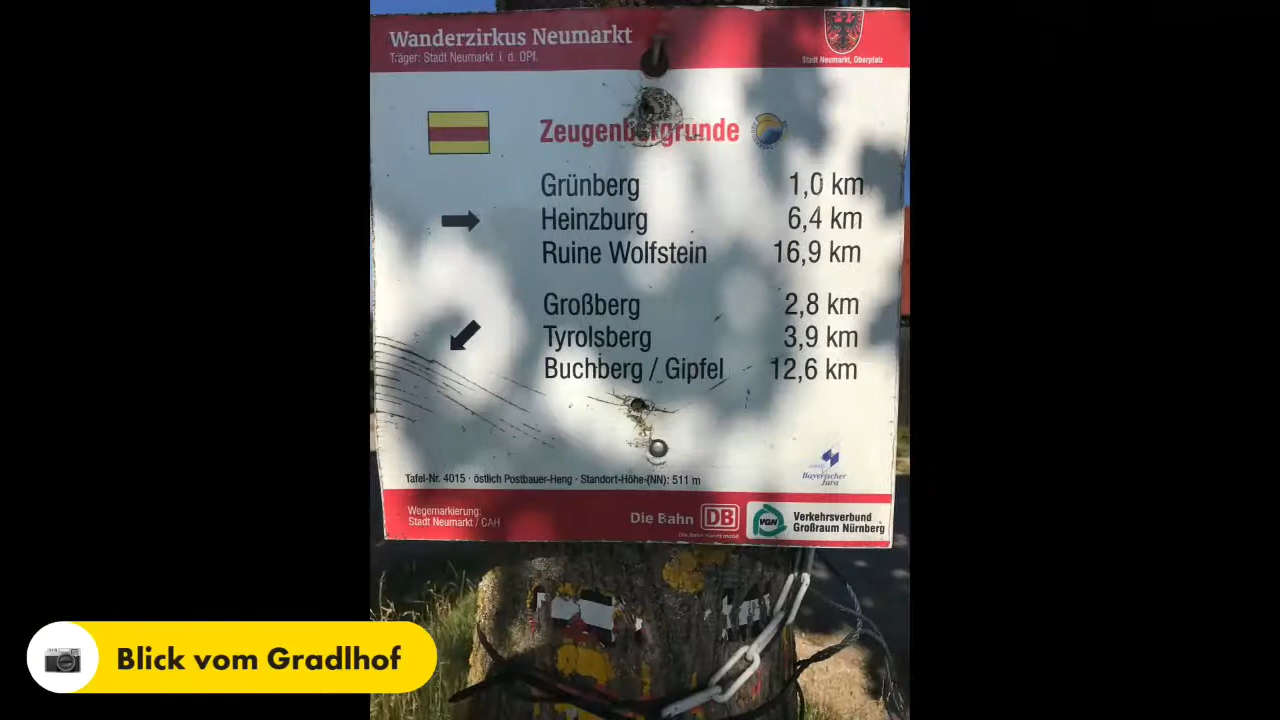 Wanderzirkus Neumarkt
Träger: Stadt Neumarkt i. d. OPf.
Stadt Neumarkt, Oberpfalz
Zeugenbergrunde
Grünberg 1,0 km
Heinzburg 6,4 km
Ruine Wolfstein 16,9 km
Großberg 2,8 km
Tyrolsberg 3,9 km
Buchberg / Gipfel 12,6 km
Bayerischer
Jura
Tafel-Nr. 4015 · östlich Postbauer-Heng · Standort-Höhe (NN): 511 m
Wegemarkierung:
Stadt Neumarkt / CAH
Die Bahn DB
VGN
Verkehrsverbund
Großraum Nürnberg
Blick vom Gradlhof